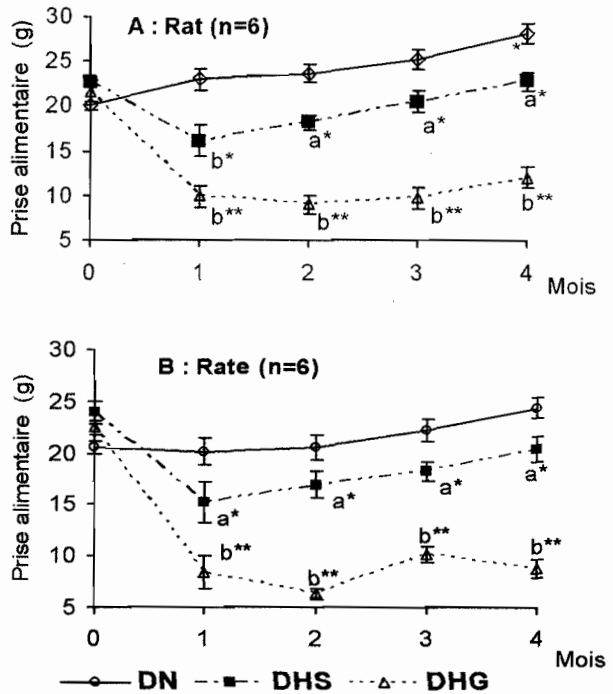 A : Rat (n=6)
Prise alimentaire (g)
30
25
20
15
10
5
*
a* a* a*
b*
b** b** b** b**
0 1 2 3 4
Mois
B : Rate (n=6)
Prise alimentaire (g)
30
25
20
15
10
5
a* a* a* a*
b** b** b** b**
0 1 2 3 4
Mois
DN DHS DHG